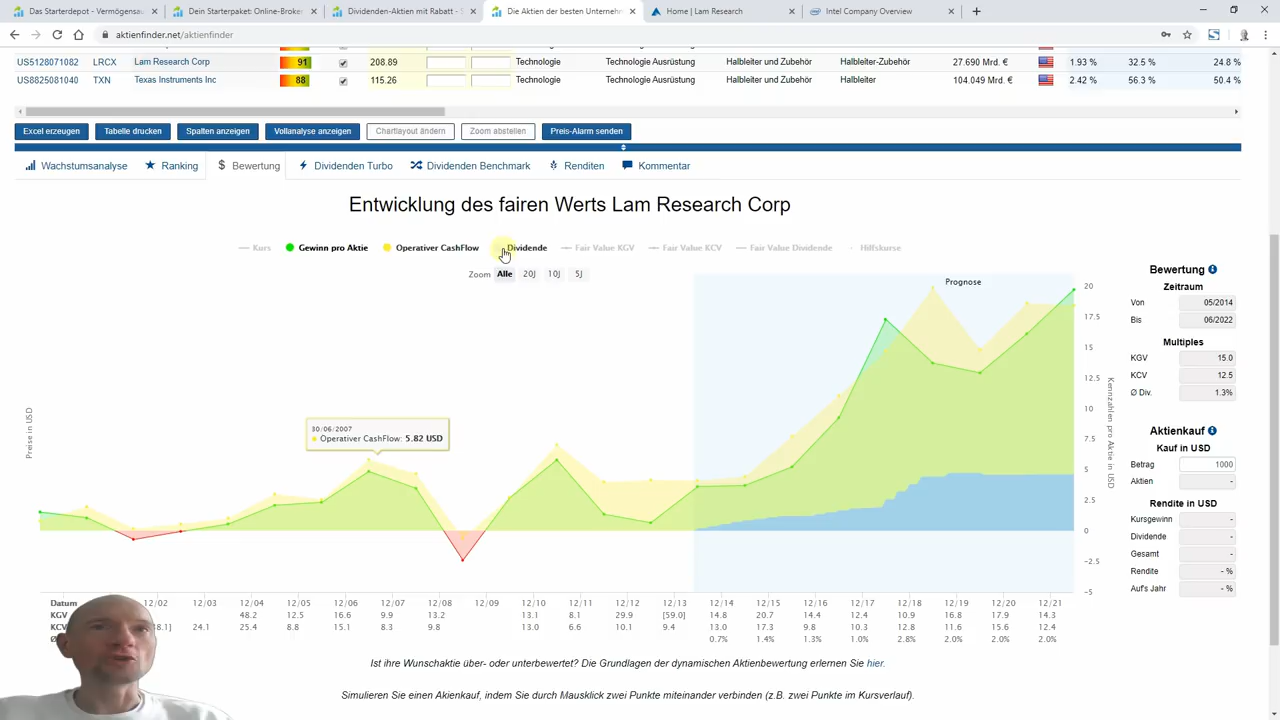 Das Starterdepot - Vermögensau
Dein Starterpaket: Online-Broke
Dividenden-Aktien mit Rabatt - S
Die Aktien der besten Unternehm
Home | Lam Research
Intel Company Overview
aktienfinder.net/aktienfinder
US5128071082 LRCX Lam Research Corp 91 208.89 Technologie Technologie Ausrüstung Halbleiter und Zubehör Halbleiter-Zubehör 27.690 Mrd. € 1.93 % 32.5 % 24.8 %
US8825081040 TXN Texas Instruments Inc 88 115.26 Technologie Technologie Ausrüstung Halbleiter und Zubehör Halbleiter 104.049 Mrd. € 2.42 % 56.3 % 50.4 %
Excel erzeugen Tabelle drucken Spalten anzeigen Vollanalyse anzeigen Chartlayout ändern Zoom abstellen Preis-Alarm senden
Wachstumsanalyse Ranking $ Bewertung Dividenden Turbo Dividenden Benchmark Renditen Kommentar
Entwicklung des fairen Werts Lam Research Corp
Kurs Gewinn pro Aktie Operativer CashFlow Dividende Fair Value KGV Fair Value KCV Fair Value Dividende Hilfskurse
Zoom Alle 20J 10J 5J
Prognose
Preise in USD
30/06/2007
Operativer CashFlow: 5.82 USD
20
17.5
15
12.5
10
7.5
5
2.5
0
−2.5
−5
Kennzahlen pro Aktie in USD
Datum 12/02 12/03 12/04 12/05 12/06 12/07 12/08 12/09 12/10 12/11 12/12 12/13 12/14 12/15 12/16 12/17 12/18 12/19 12/20 12/21
KGV 48.2 12.5 16.6 9.9 13.2 13.1 8.1 29.9 [59.0] 14.8 20.7 14.4 12.4 10.9 16.8 17.9 14.3
KCV 24.1 25.4 8.8 15.1 8.3 9.8 13.0 6.6 10.1 9.4 13.0 17.3 9.8 10.3 12.8 11.6 15.6 12.4
0.7% 1.4% 1.3% 1.0% 2.8% 2.0% 2.0% 2.0%
Bewertung
Zeitraum
Von 05/2014
Bis 06/2022
Multiples
KGV 15.0
KCV 12.5
Ø Div. 1.3%
Aktienkauf
Kauf in USD
Betrag 1000
Aktien -
Rendite in USD
Kursgewinn -
Dividende -
Gesamt -
Rendite - %
Auf's Jahr - %
Ist ihre Wunschaktie über- oder unterbewertet? Die Grundlagen der dynamischen Aktienbewertung erlernen Sie hier.
Simulieren Sie einen Aktienkauf, indem Sie durch Mausklick zwei Punkte miteinander verbinden (z.B. zwei Punkte im Kursverlauf).